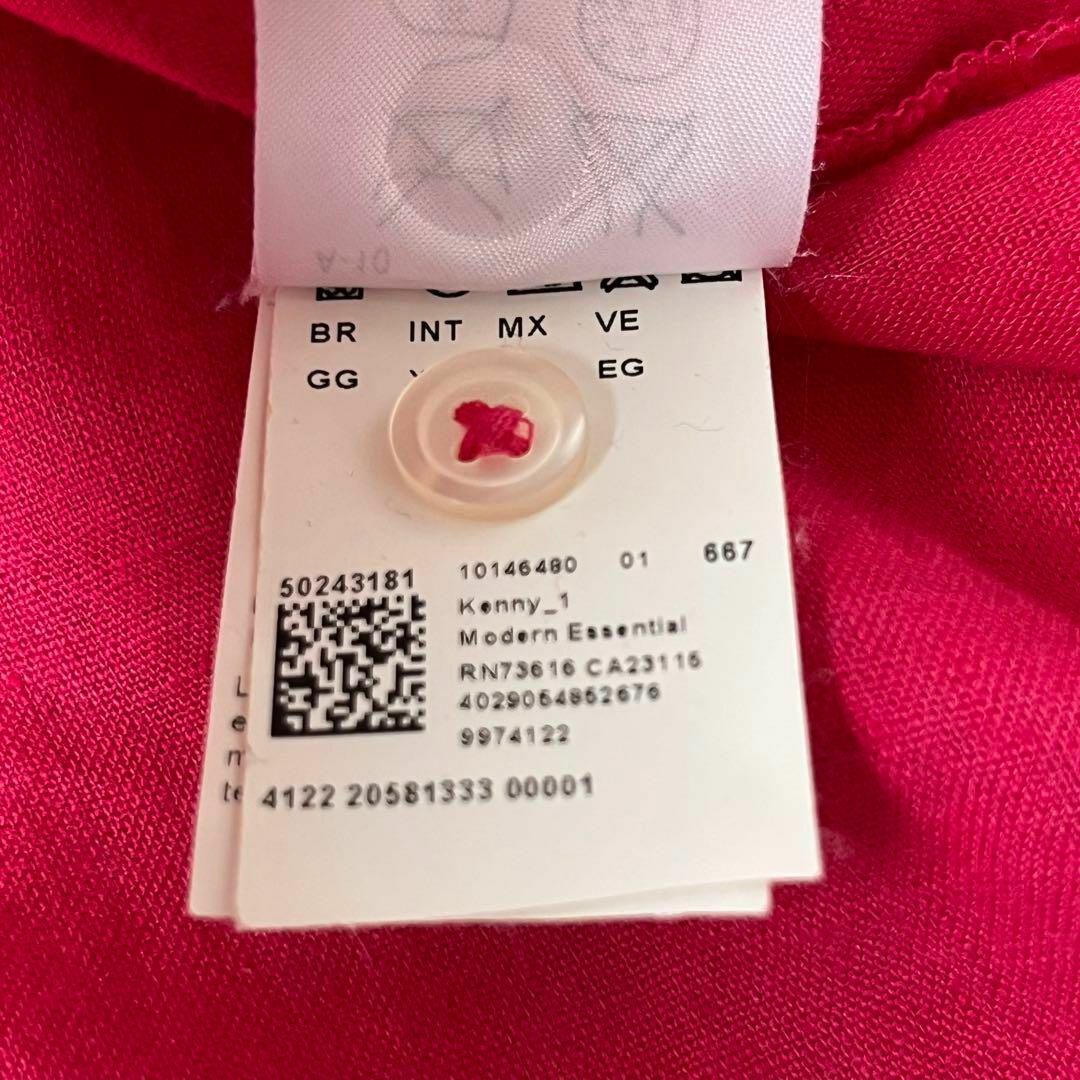 BR INT MX VE
GG EG
50243181
10146480 01 667
Kenny_1
Modern Essential
RN73616 CA23115
4029054852676
9974122
4122 20581333 00001